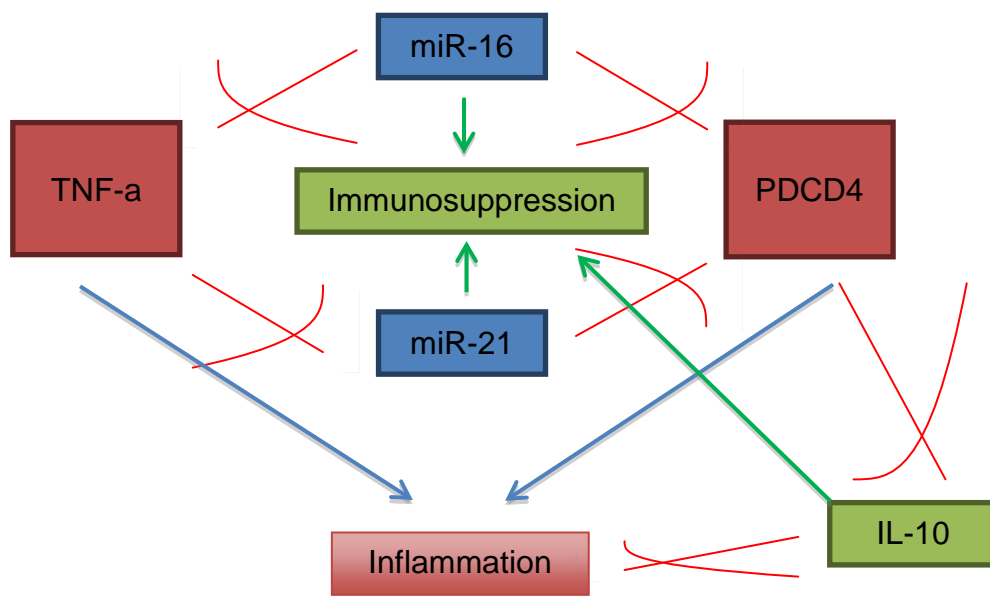 miR-16
TNF-a
PDCD4
Immunosuppression
miR-21
IL-10
Inflammation